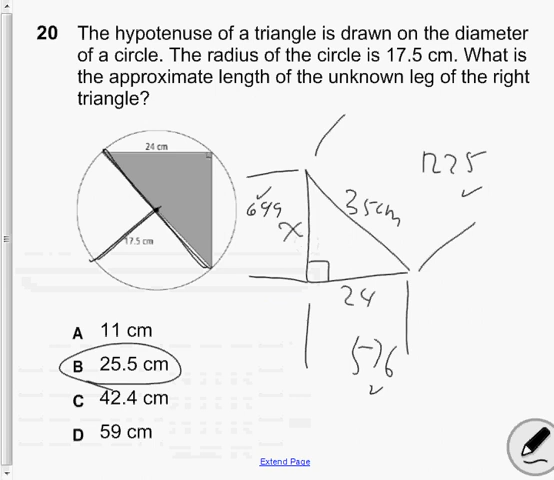 20 The hypotenuse of a triangle is drawn on the diameter
of a circle. The radius of the circle is 17.5 cm. What is
the approximate length of the unknown leg of the right
triangle?
24 cm
17.5 cm
1225
649
x
35cm
24
576
A 11 cm
B 25.5 cm
C 42.4 cm
D 59 cm
Extend Page